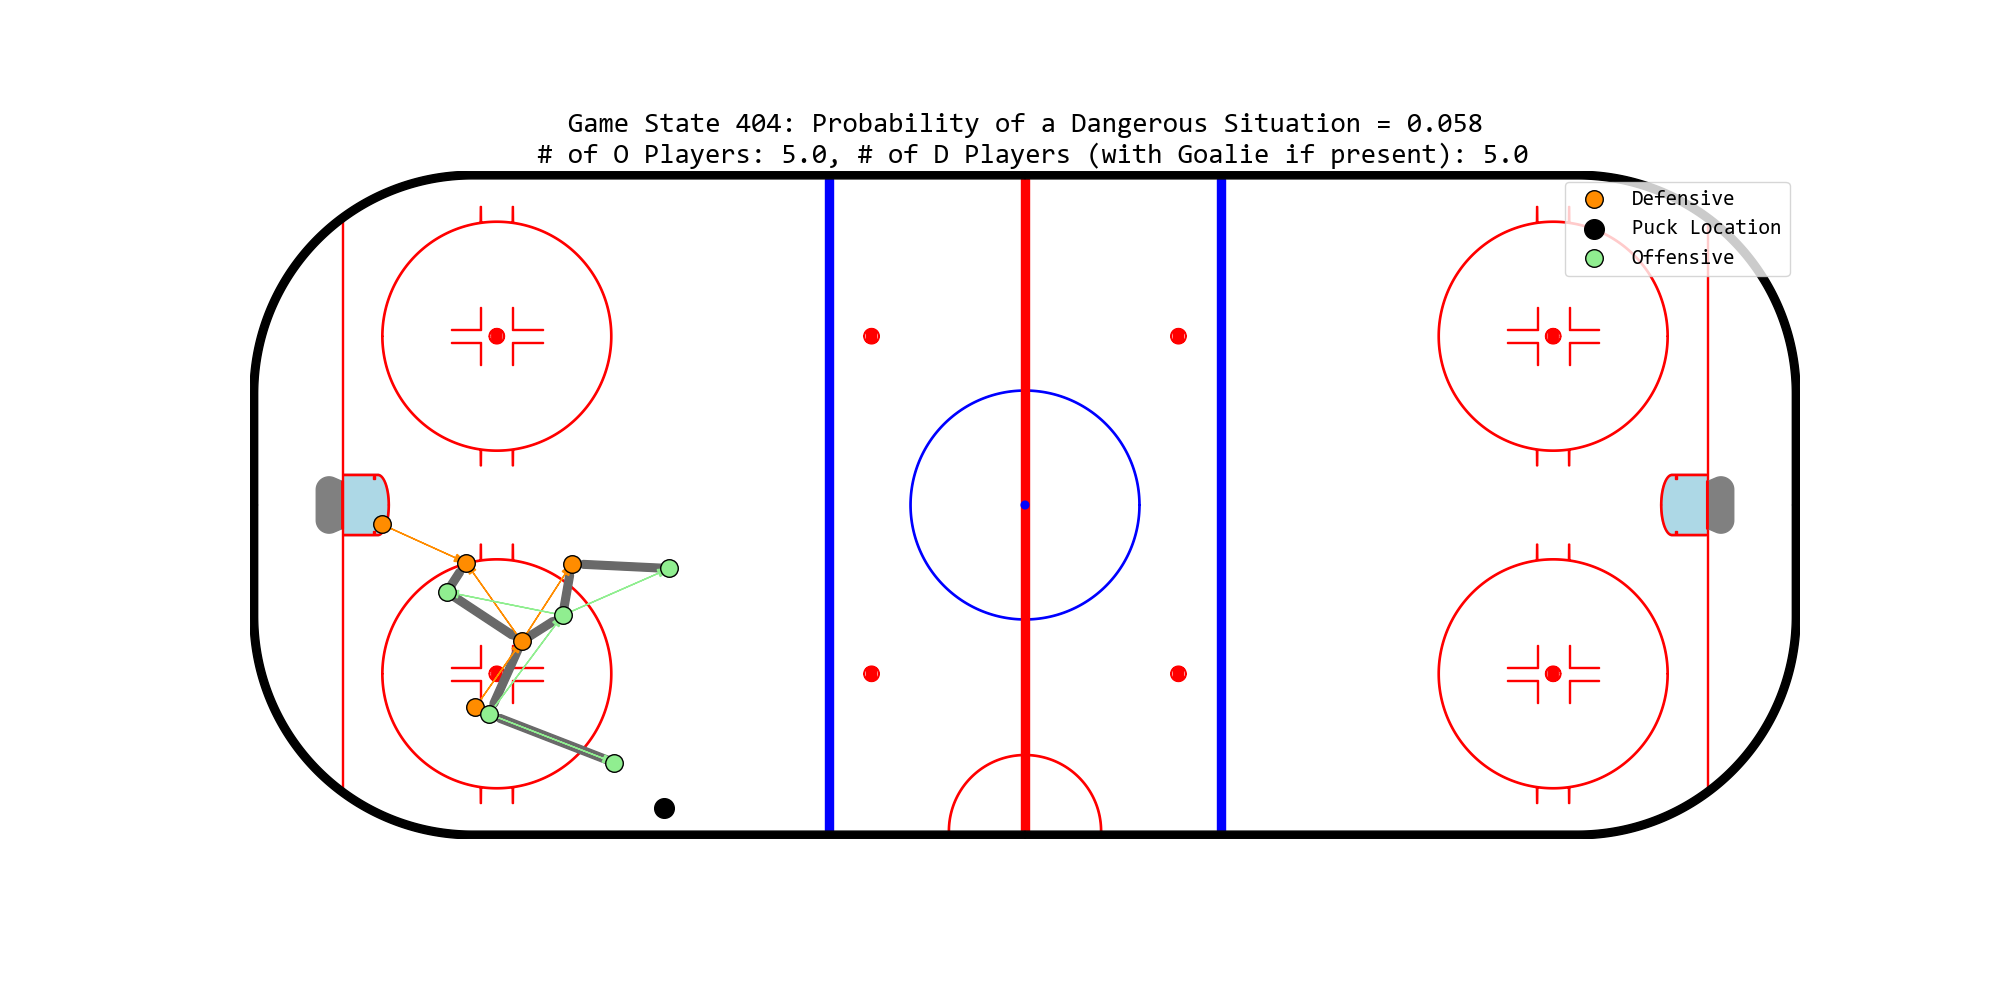 Game State 404: Probability of a Dangerous Situation = 0.058
# of O Players: 5.0, # of D Players (with Goalie if present): 5.0
Defensive
Puck Location
Offensive